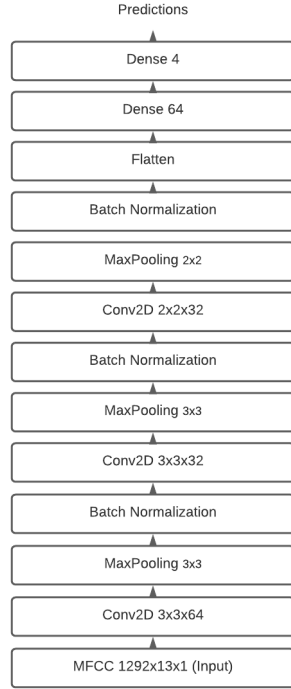 Predictions
Dense 4
Dense 64
Flatten
Batch Normalization
MaxPooling 2x2
Conv2D 2x2x32
Batch Normalization
MaxPooling 3x3
Conv2D 3x3x32
Batch Normalization
MaxPooling 3x3
Conv2D 3x3x64
MFCC 1292x13x1 (Input)